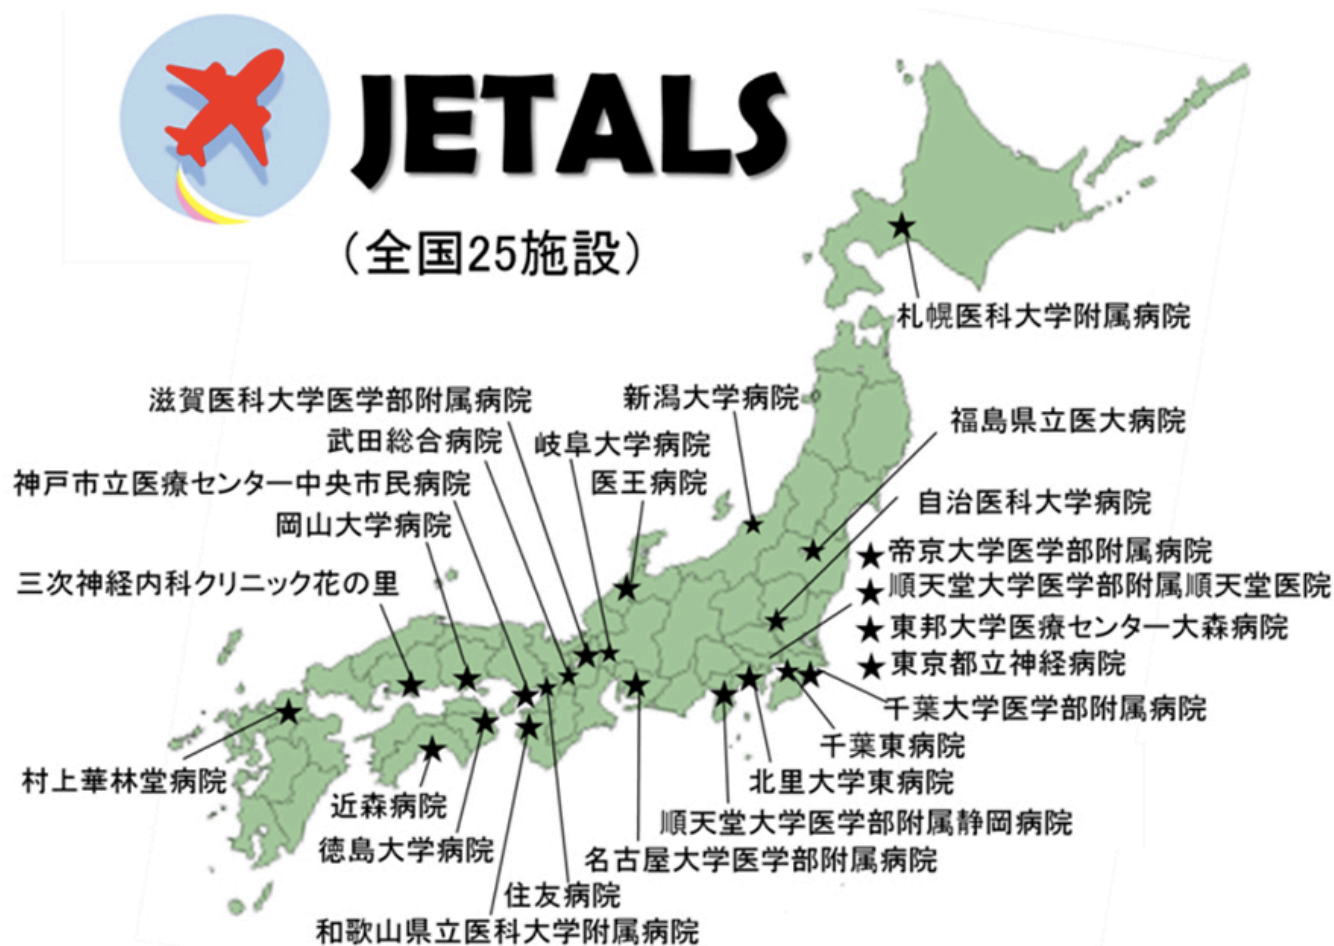 JETALS
（全国25施設）
札幌医科大学附属病院
滋賀医科大学医学部附属病院
新潟大学病院
福島県立医大病院
武田総合病院
岐阜大学病院
神戸市立医療センター中央市民病院
医王病院
自治医科大学病院
岡山大学病院
★帝京大学医学部附属病院
三次神経内科クリニック花の里
★順天堂大学医学部附属順天堂医院
★東邦大学医療センター大森病院
★東京都立神経病院
千葉大学医学部附属病院
千葉東病院
村上華林堂病院
北里大学東病院
近森病院
順天堂大学医学部附属静岡病院
徳島大学病院
名古屋大学医学部附属病院
住友病院
和歌山県立医科大学附属病院